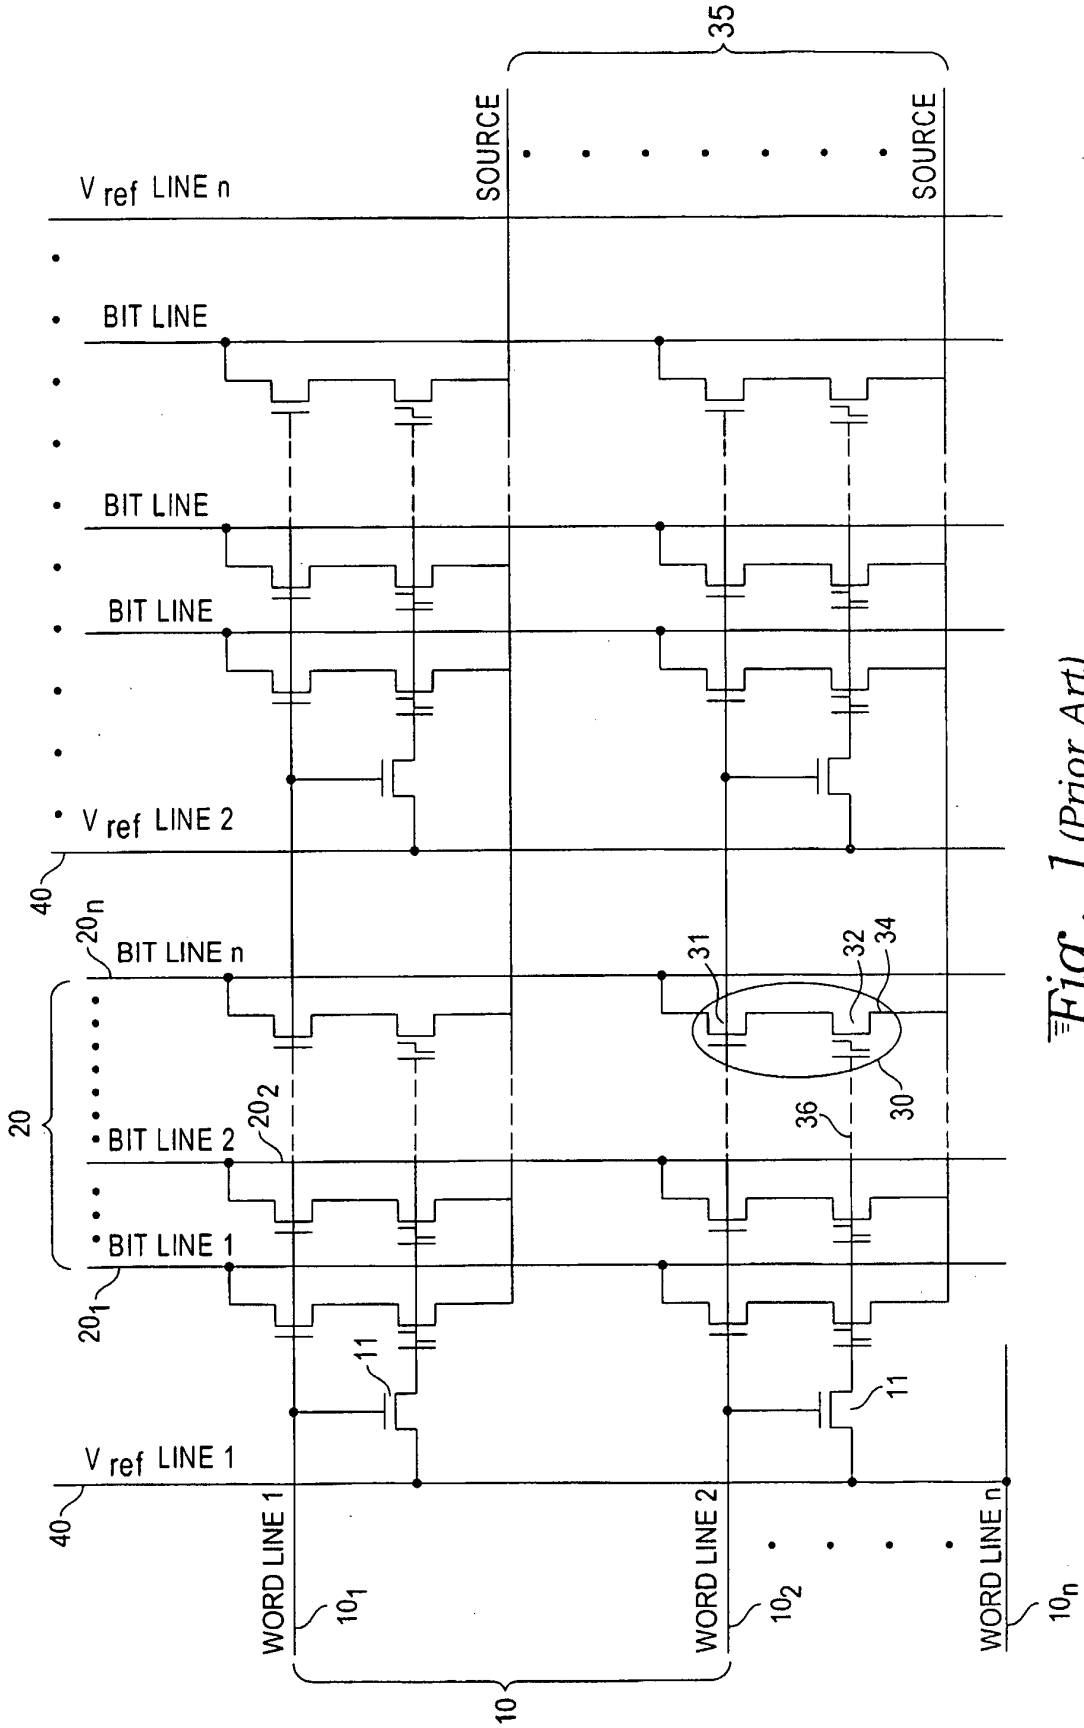 V ref LINE n
BIT LINE
BIT LINE
BIT LINE
V ref LINE 2
40
BIT LINE n
20n
20
BIT LINE 2
202
BIT LINE 1
201
V ref LINE 1
40
SOURCE
SOURCE
35
11
11
31
32
34
30
36
WORD LINE 1
101
10
WORD LINE 2
102
WORD LINE n
10n
Fig. 1 (Prior Art)